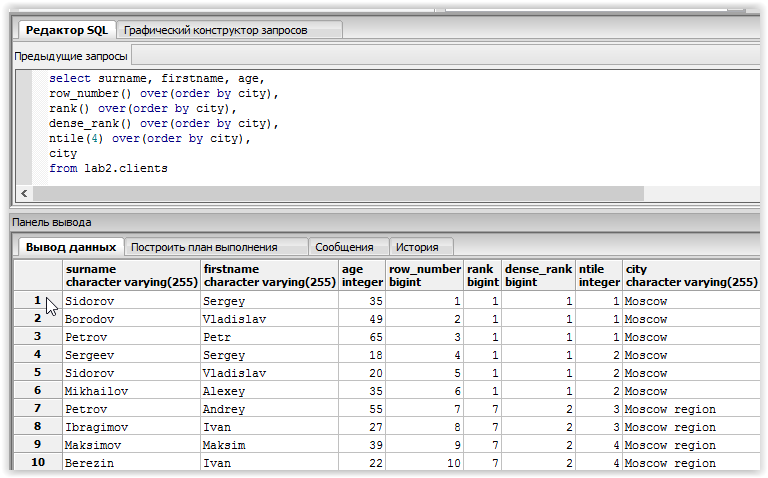 Редактор SQL Графический конструктор запросов
Предыдущие запросы
select surname, firstname, age,
row_number() over(order by city),
rank() over(order by city),
dense_rank() over(order by city),
ntile(4) over(order by city),
city
from lab2.clients
Панель вывода
Вывод данных Построить план выполнения Сообщения История
surname firstname age row_number rank dense_rank ntile city
character varying(255) character varying(255) integer bigint bigint bigint integer character varying(255)
1 Sidorov Sergey 35 1 1 1 1 Moscow
2 Borodov Vladislav 49 2 1 1 1 Moscow
3 Petrov Petr 65 3 1 1 1 Moscow
4 Sergeev Sergey 18 4 1 1 2 Moscow
5 Sidorov Vladislav 20 5 1 1 2 Moscow
6 Mikhailov Alexey 35 6 1 1 2 Moscow
7 Petrov Andrey 55 7 7 2 3 Moscow region
8 Ibragimov Ivan 27 8 7 2 3 Moscow region
9 Maksimov Maksim 39 9 7 2 4 Moscow region
10 Berezin Ivan 22 10 7 2 4 Moscow region